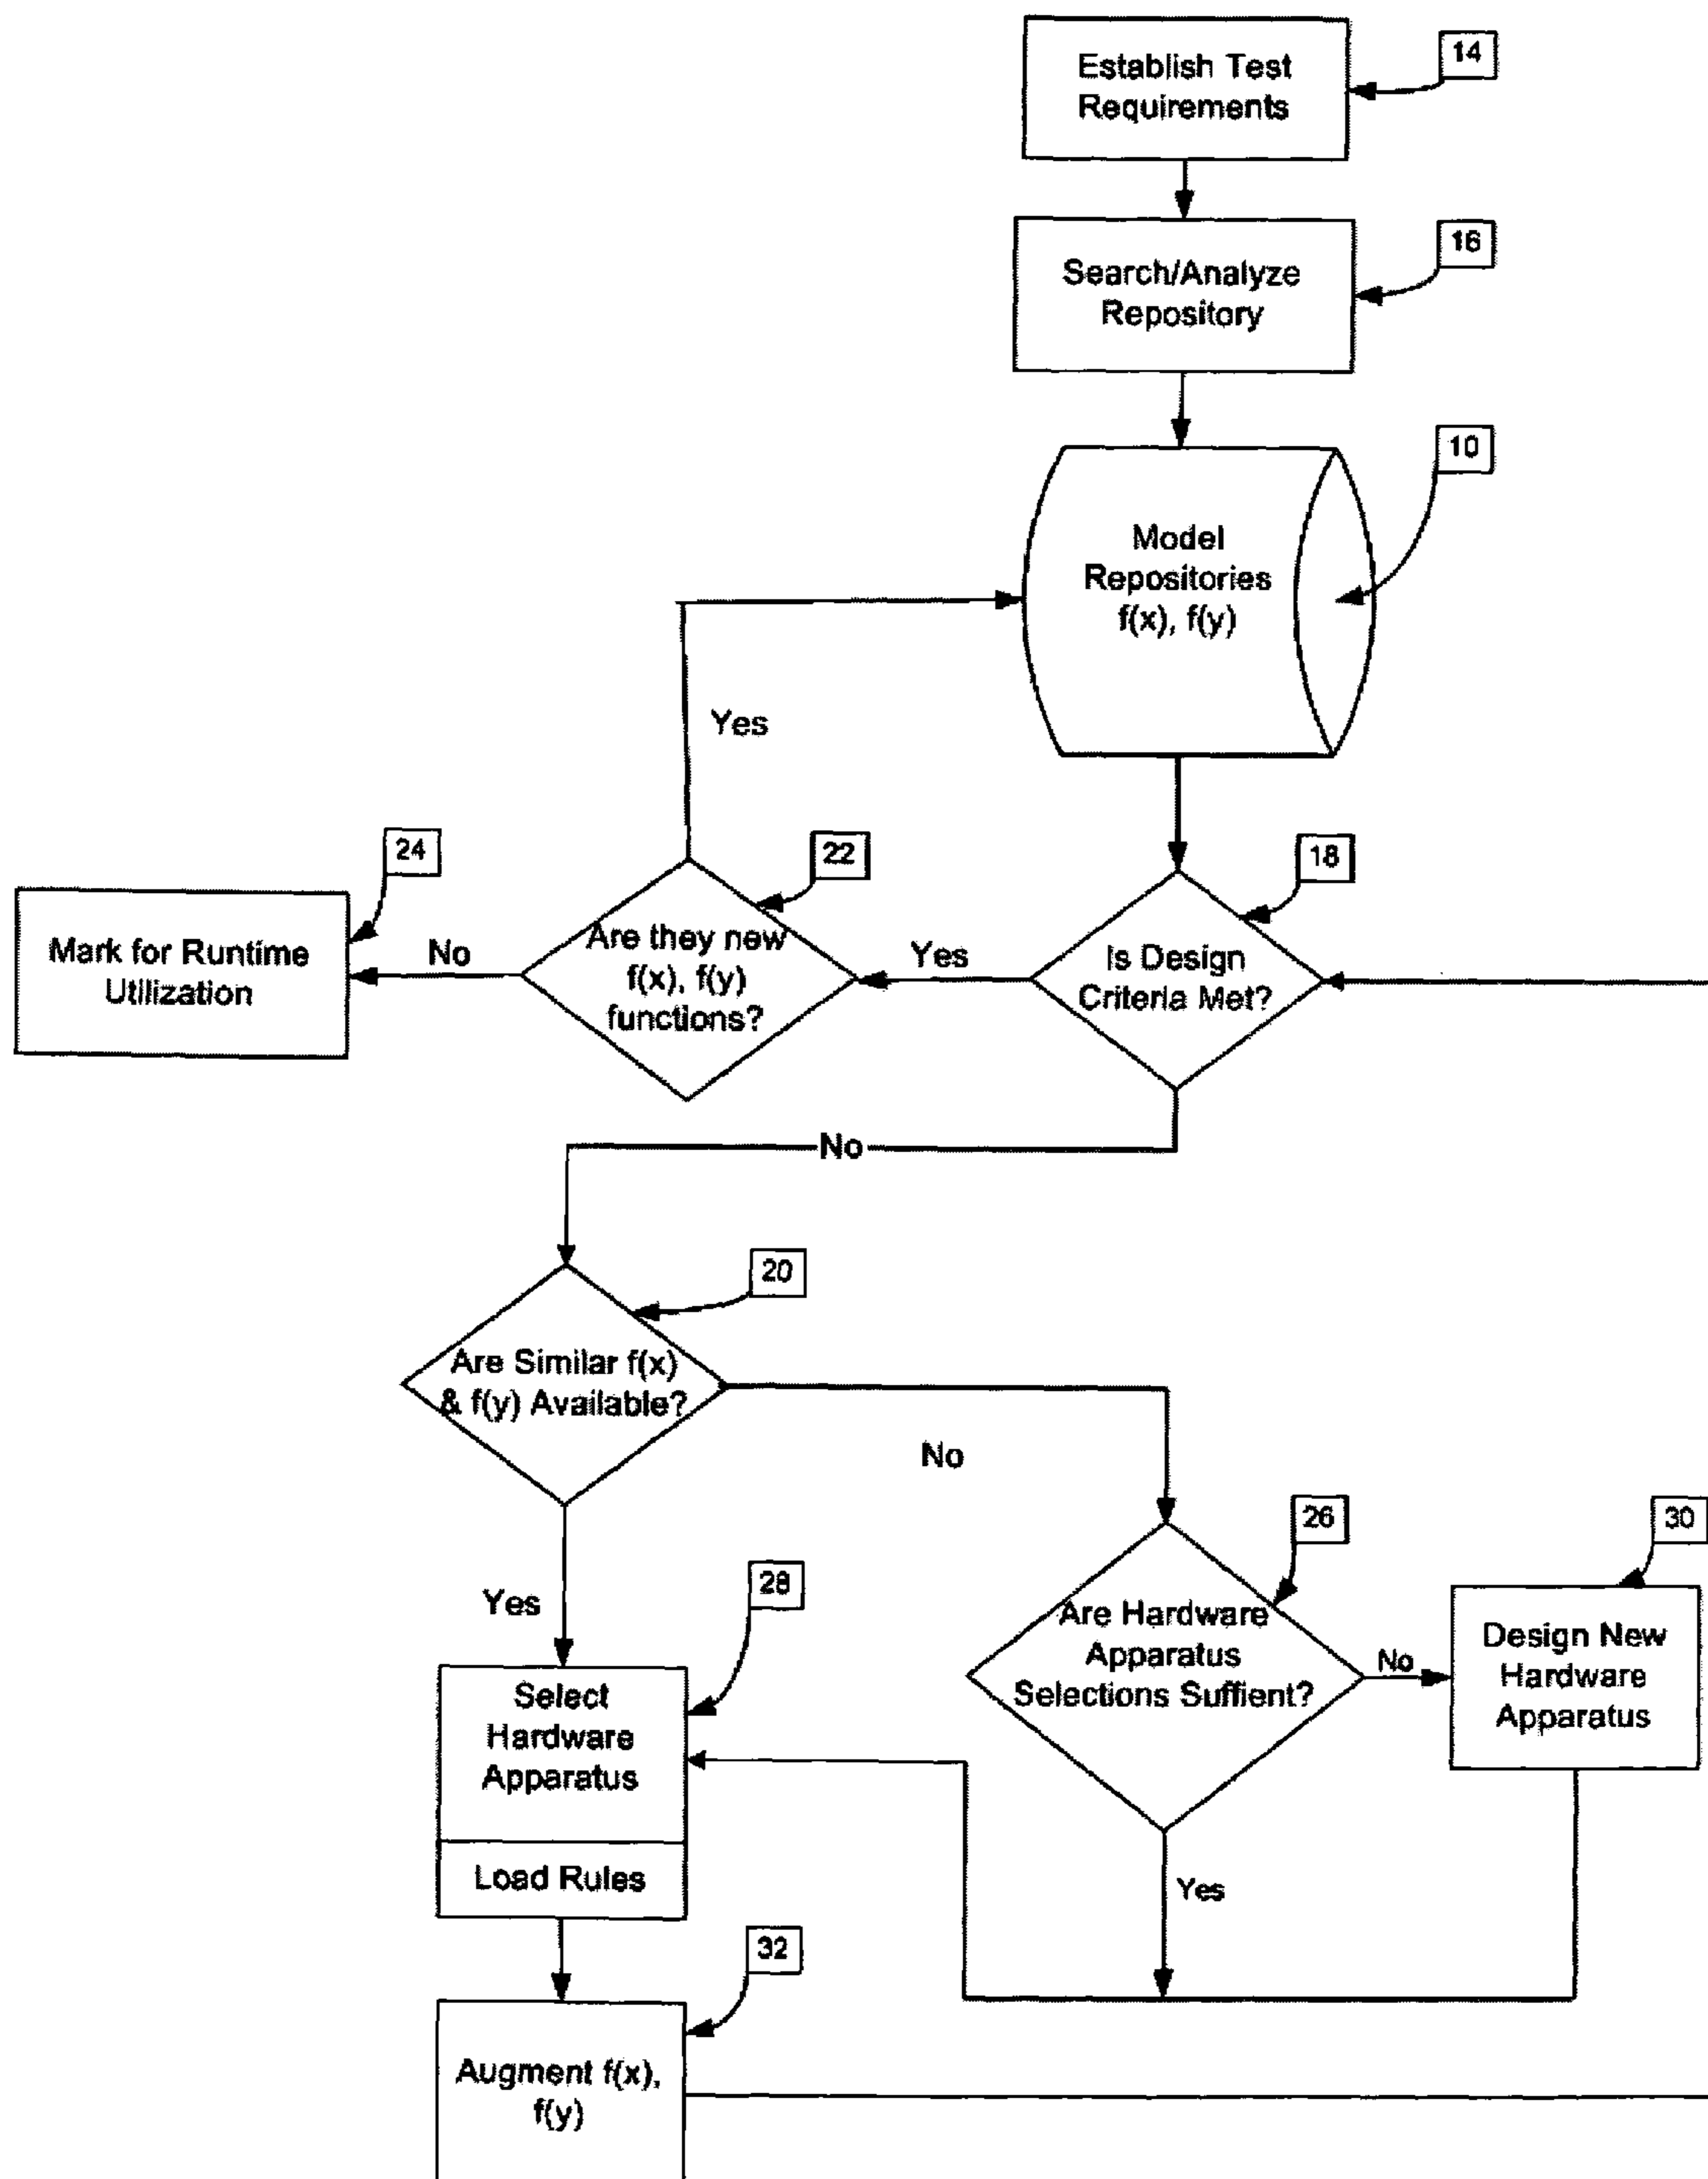 Establish Test
Requirements
14
Search/Analyze
Repository
16
Model
Repositories
f(x), f(y)
10
Yes
24
22
18
Mark for Runtime
Utilization
No
Are they new
f(x), f(y)
functions?
Yes
Is Design
Criteria Met?
No
20
Are Similar f(x)
& f(y) Available?
No
Yes
28
26
30
Select
Hardware
Apparatus
Load Rules
Are Hardware
Apparatus
Selections Suffient?
No
Design New
Hardware
Apparatus
Yes
32
Augment f(x),
f(y)